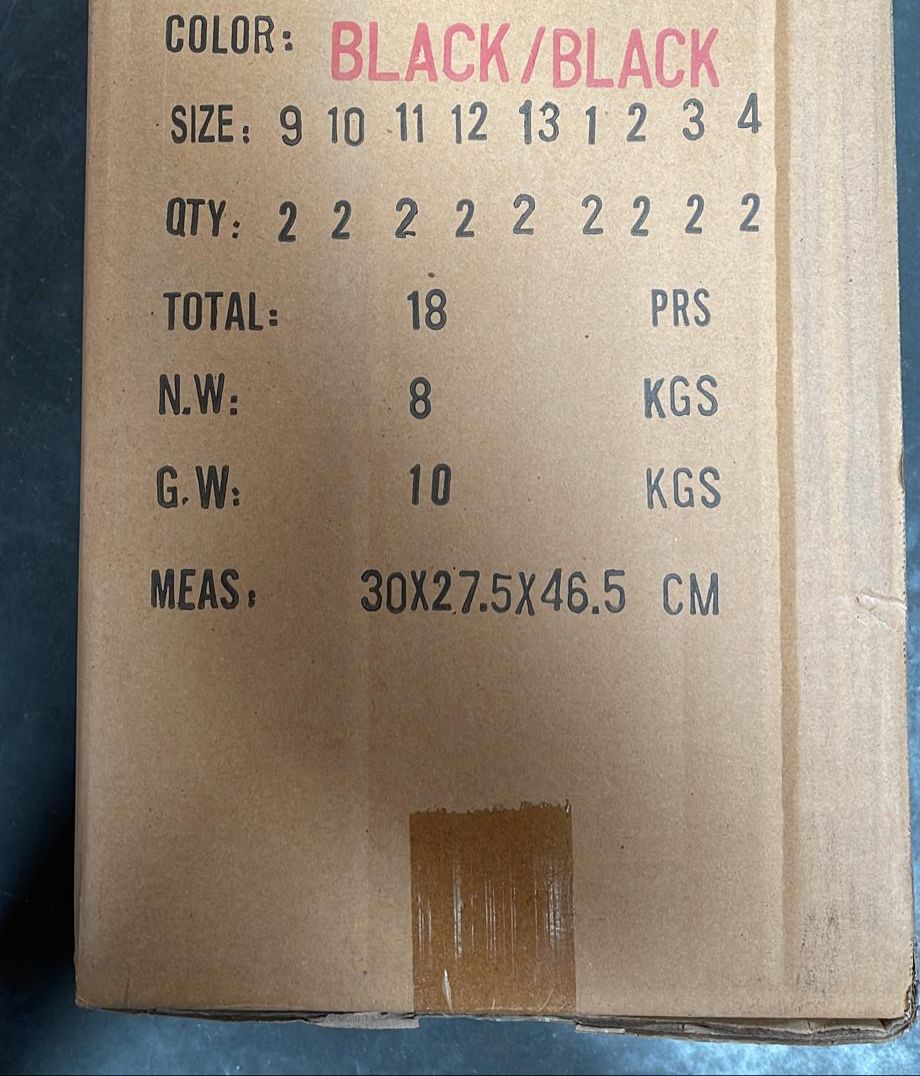 COLOR: BLACK/BLACK
SIZE: 9 10 11 12 13 1 2 3 4
QTY: 2 2 2 2 2 2 2 2 2
TOTAL: 18 PRS
N.W: 8 KGS
G.W: 10 KGS
MEAS: 30X27.5X46.5 CM